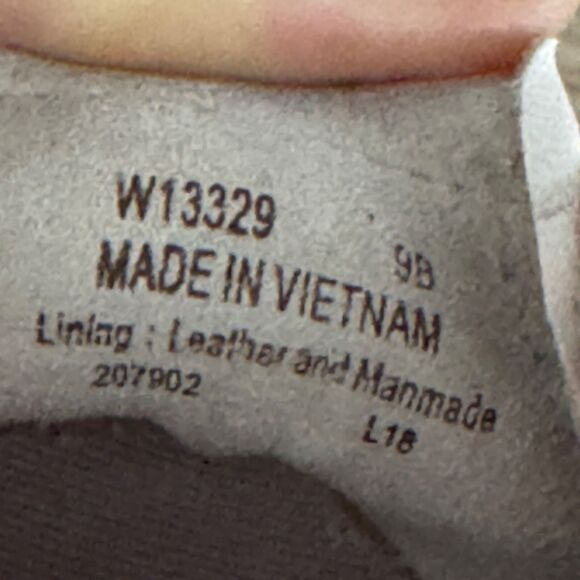 W13329
9B
MADE IN VIETNAM
Lining : Leather and Manmade
207902
L18